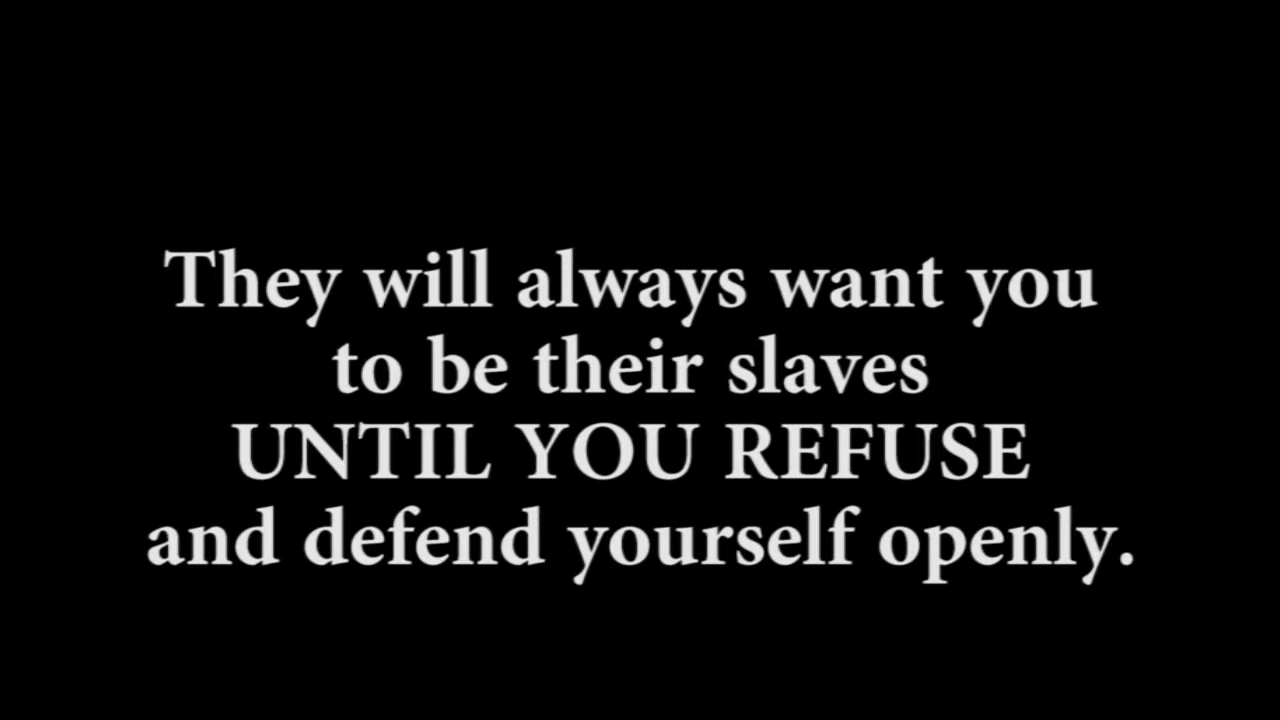 They will always want you
to be their slaves
UNTIL YOU REFUSE
and defend yourself openly.